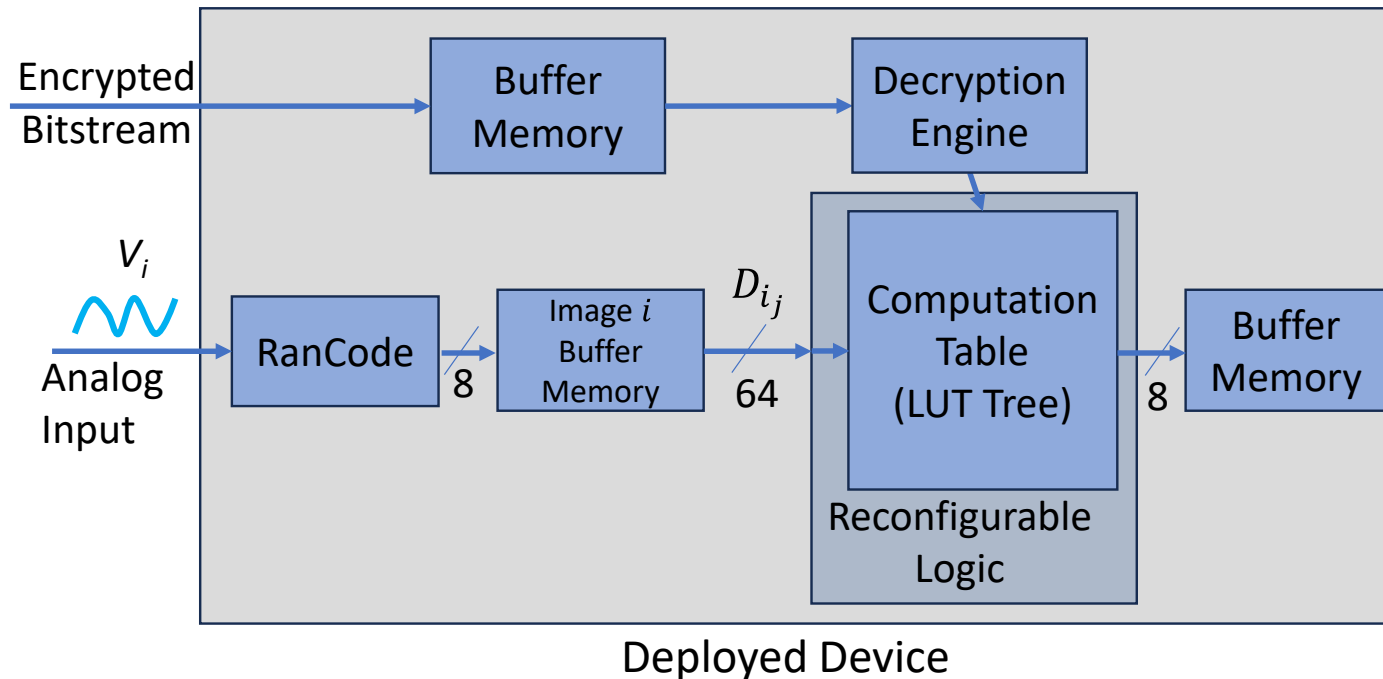 Encrypted
Bitstream
Buffer
Memory
Decryption
Engine
V_i
Analog
Input
RanCode
8
Image i
Buffer
Memory
D_{i_j}
64
Computation
Table
(LUT Tree)
Reconfigurable
Logic
8
Buffer
Memory
Deployed Device